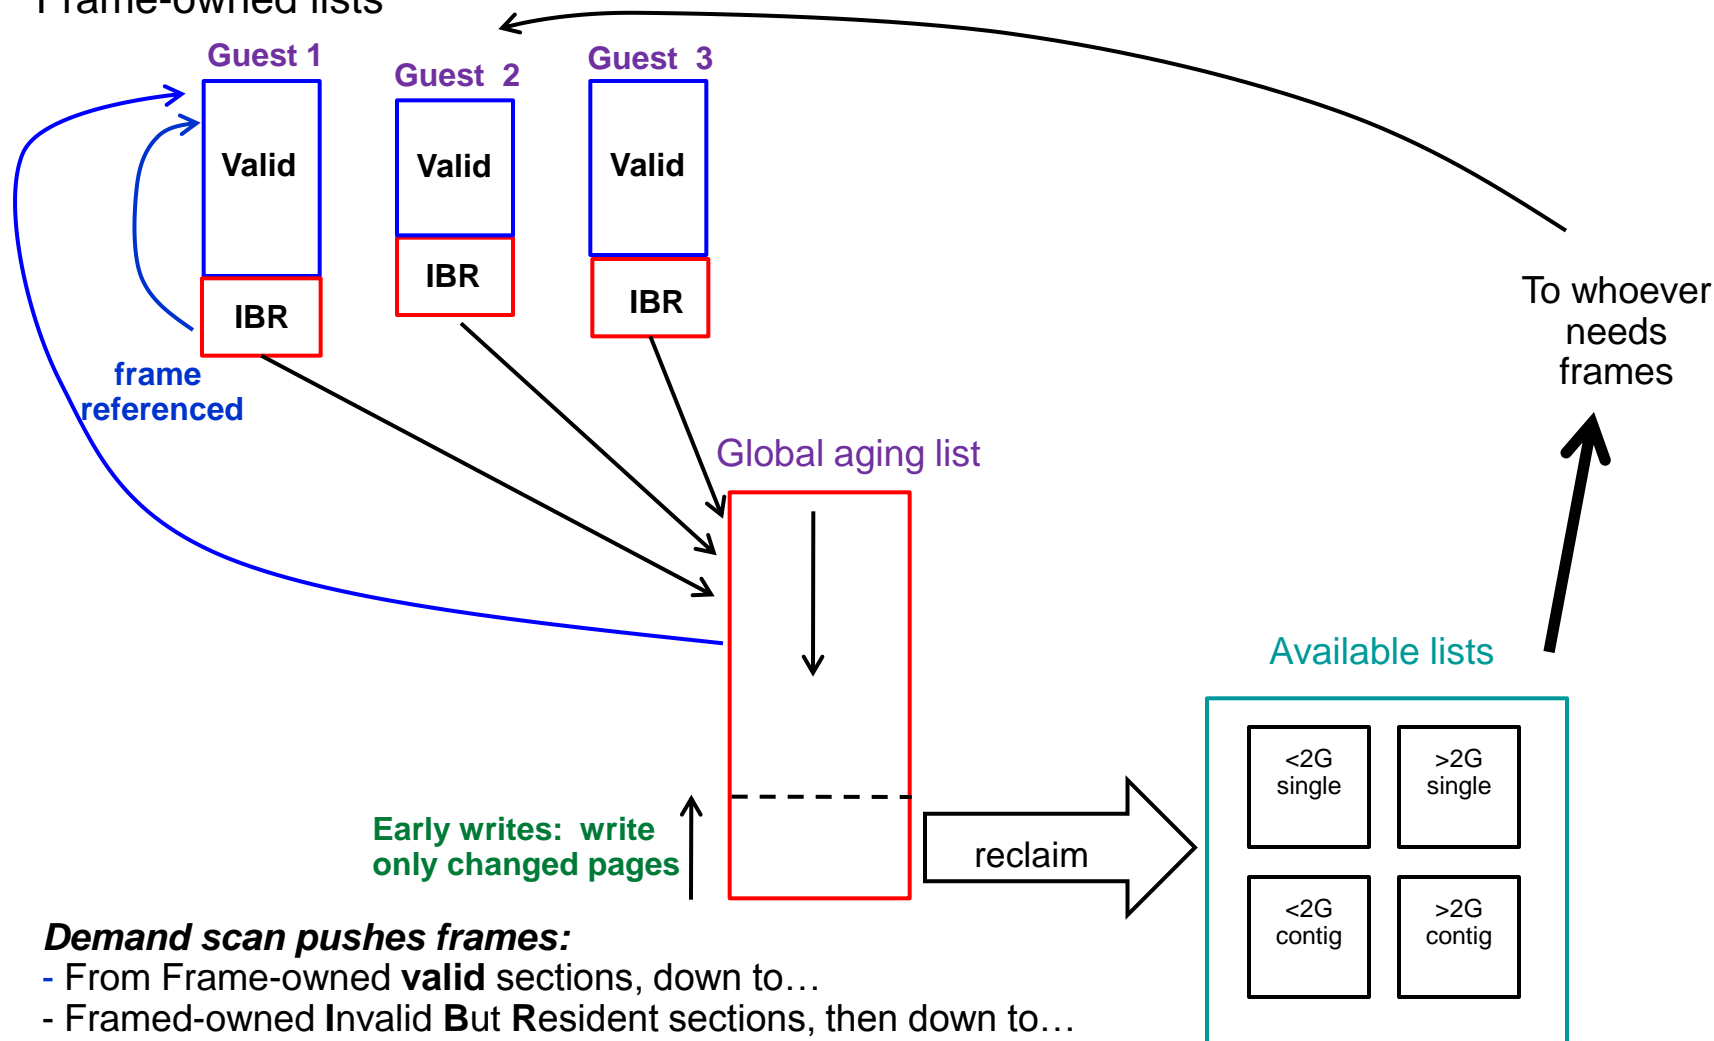 Frame-owned lists
Guest 1
Guest 2
Guest 3
Valid
Valid
Valid
IBR
IBR
IBR
frame
referenced
To whoever
needs
frames
Global aging list
Available lists
<2G
single
>2G
single
<2G
contig
>2G
contig
Early writes: write
only changed pages
reclaim
Demand scan pushes frames:
- From Frame-owned valid sections, down to…
- Framed-owned Invalid But Resident sections, then down to…